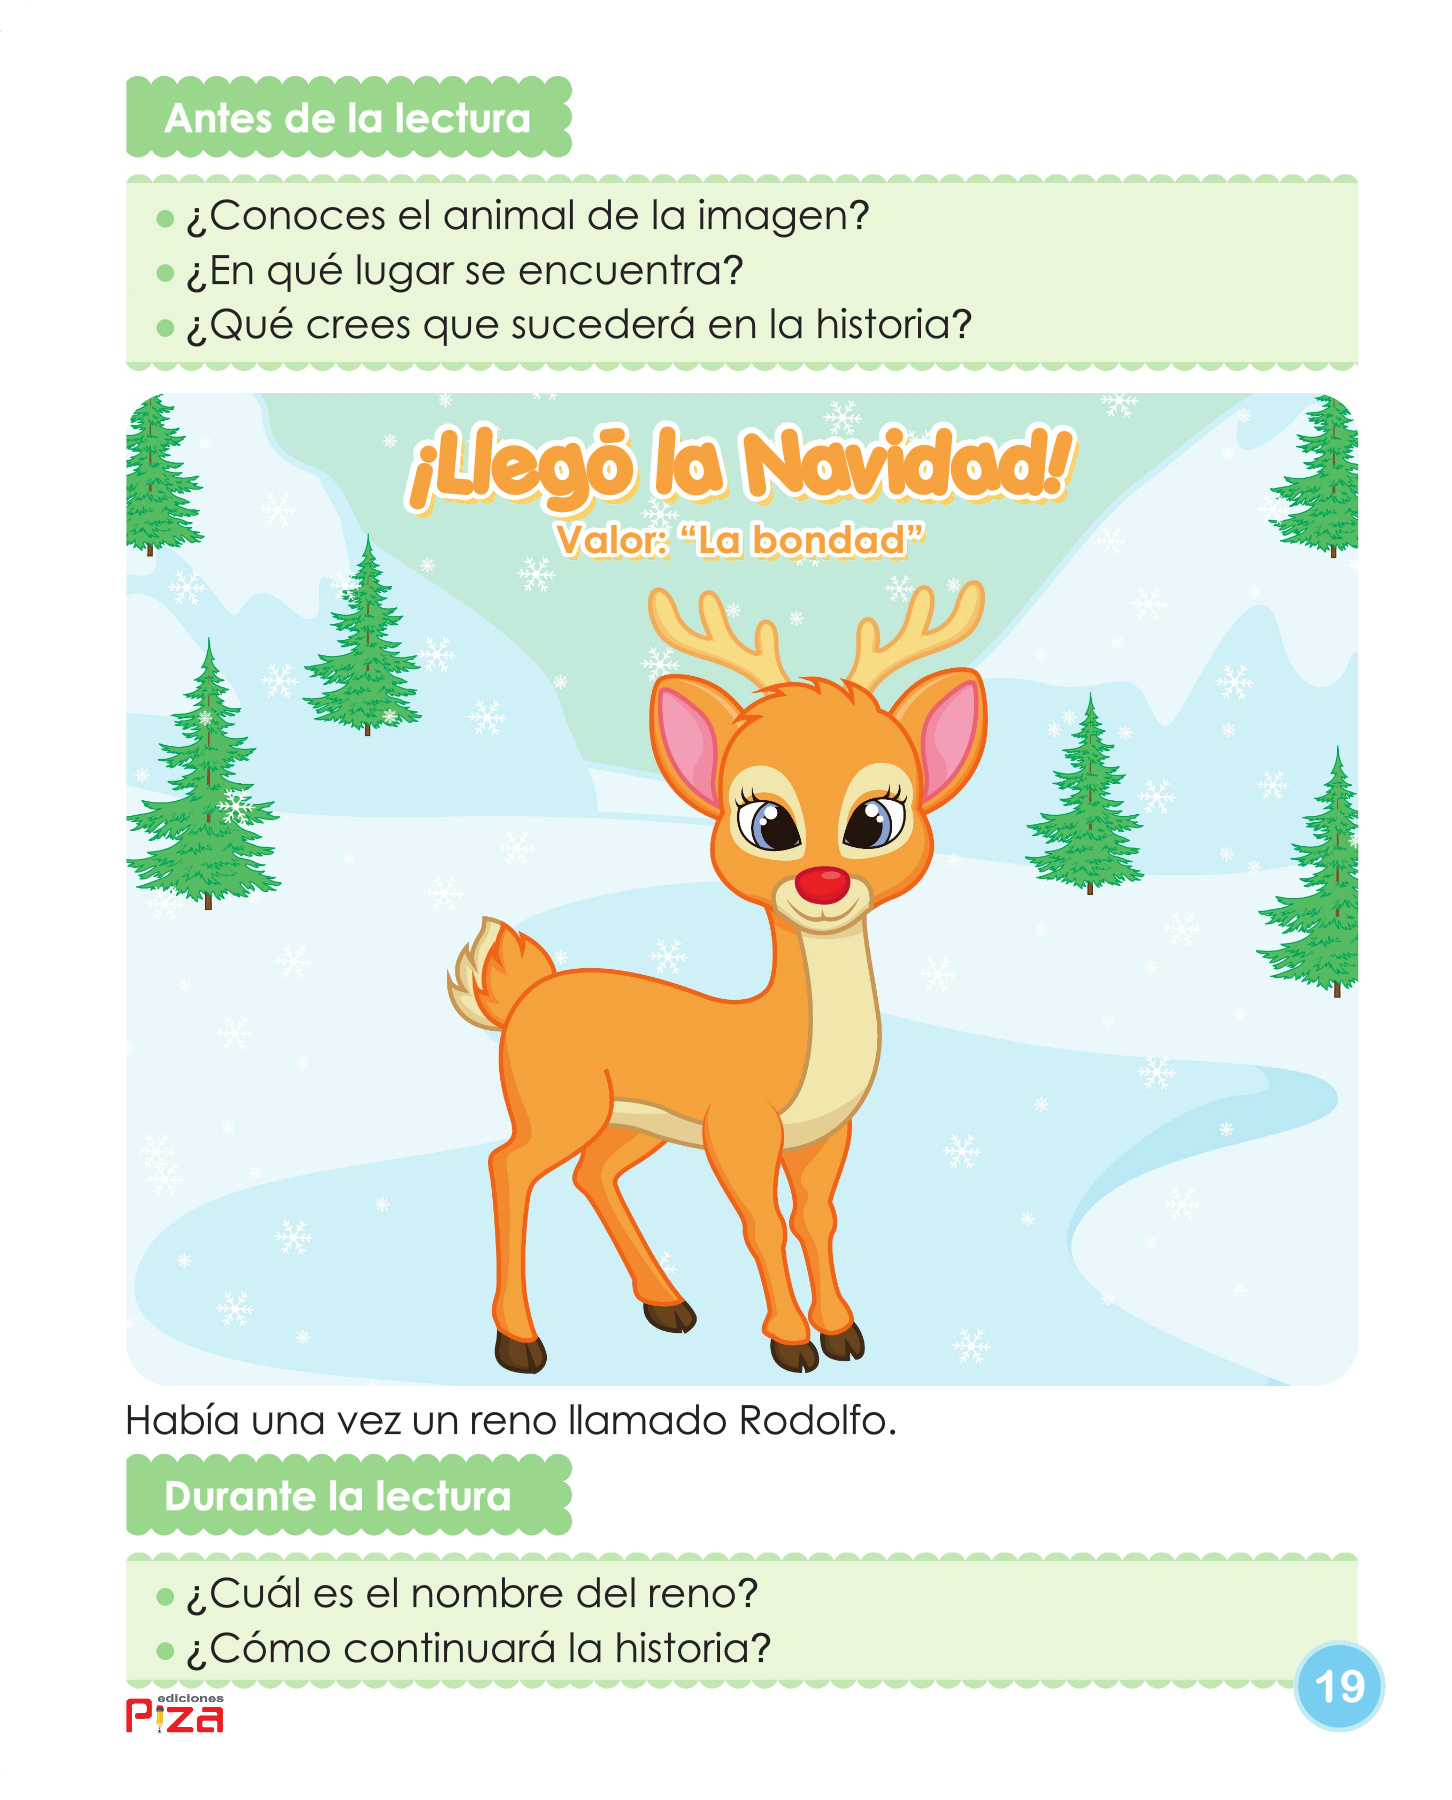 Antes de la lectura
¿Conoces el animal de la imagen?
¿En qué lugar se encuentra?
¿Qué crees que sucederá en la historia?
¡Llegó la Navidad!
Valor: “La bondad”
Había una vez un reno llamado Rodolfo.
Durante la lectura
¿Cuál es el nombre del reno?
¿Cómo continuará la historia?
ediciones
Piza
19